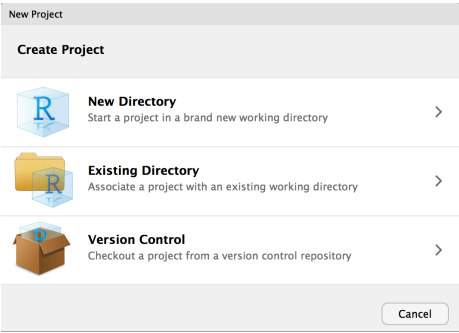 New Project
Create Project
R
New Directory
Start a project in a brand new working directory
R
Existing Directory
Associate a project with an existing working directory
R
Version Control
Checkout a project from a version control repository
Cancel